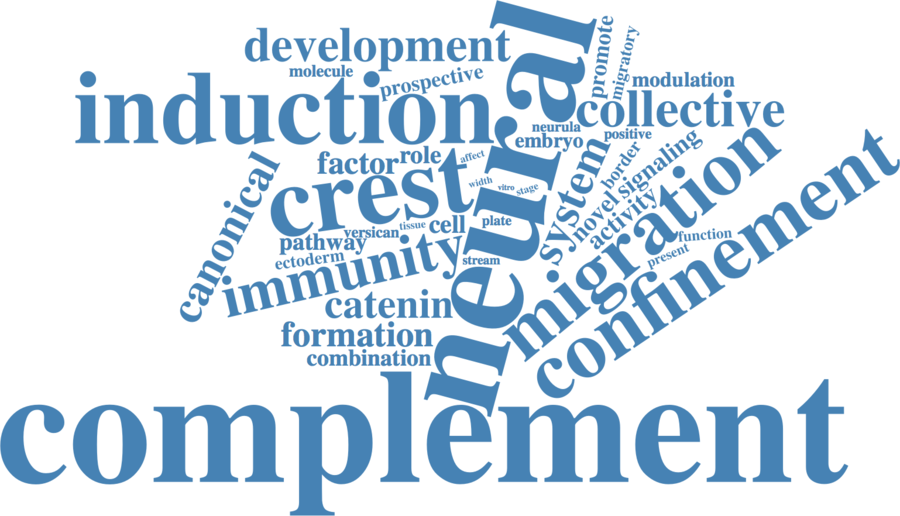 development
molecule
prospective
induction
neural
promote
migratory
modulation
collective
neurula
positive
embryo
factor
role
affect
crest
width
vitro
stage
system
border
novel
signaling
activity
migration
confinement
function
present
canonical
pathway
versican
tissue
cell
plate
ectoderm
immunity
stream
catenin
formation
combination
complement